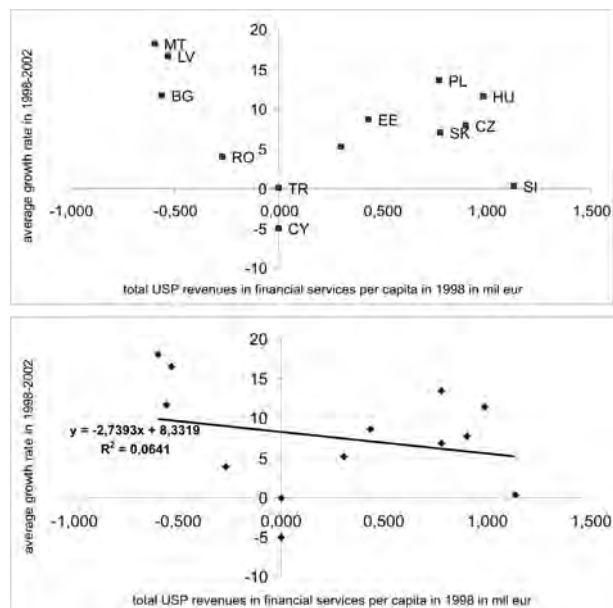 average growth rate in 1998-2002
20
MT
LV
15
PL
BG
HU
10
EE
CZ
SK
5
RO
0
TR
SI
-1,000 -0,500 0,000 0,500 1,000 1,500
-5
CY
-10
total USP revenues in financial services per capita in 1998 in mil eur
average growth rate in 1998-2002
20
15
10
y = -2,7393x + 8,3319
R² = 0,0641
5
0
-1,000 -0,500 0,000 0,500 1,000 1,500
-5
-10
total USP revenues in financial services per capita in 1998 in mil eur